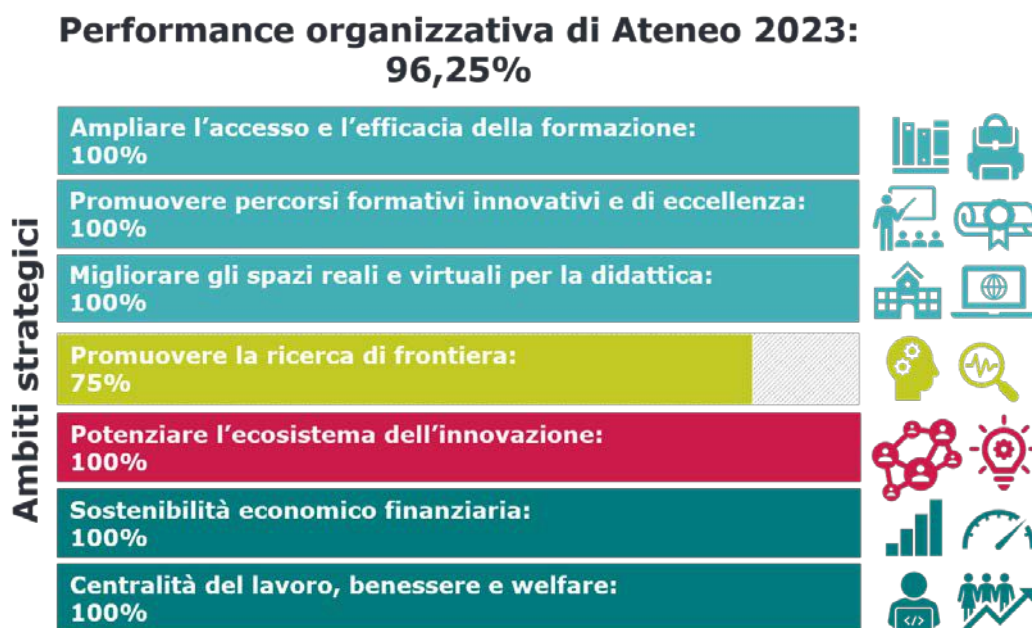 Performance organizzativa di Ateneo 2023:
96,25%
Ambiti strategici
Ampliare l’accesso e l’efficacia della formazione:
100%
Promuovere percorsi formativi innovativi e di eccellenza:
100%
Migliorare gli spazi reali e virtuali per la didattica:
100%
Promuovere la ricerca di frontiera:
75%
Potenziare l’ecosistema dell’innovazione:
100%
Sostenibilità economico finanziaria:
100%
Centralità del lavoro, benessere e welfare:
100%